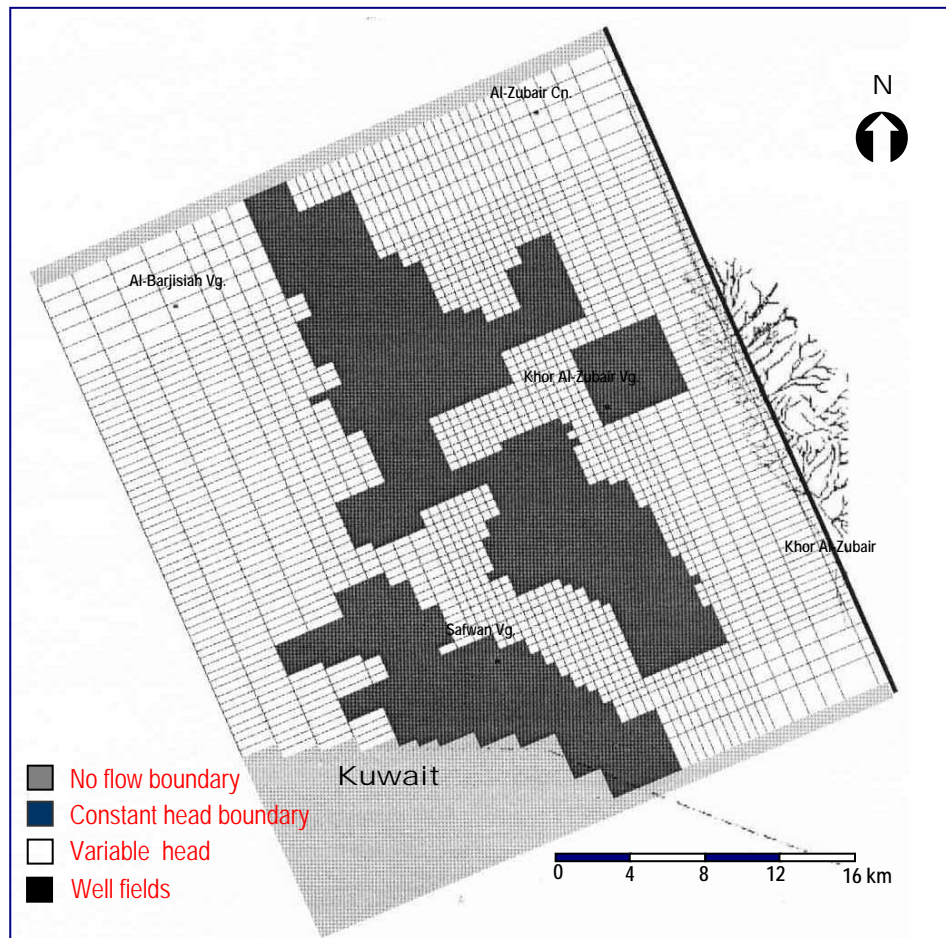 Al-Zubair Cn.
N
Al-Barjisiah Vg.
Khor Al-Zubair Vg.
Khor Al-Zubair
Safwan Vg.
Kuwait
No flow boundary
Constant head boundary
Variable head
Well fields
0 4 8 12 16 km